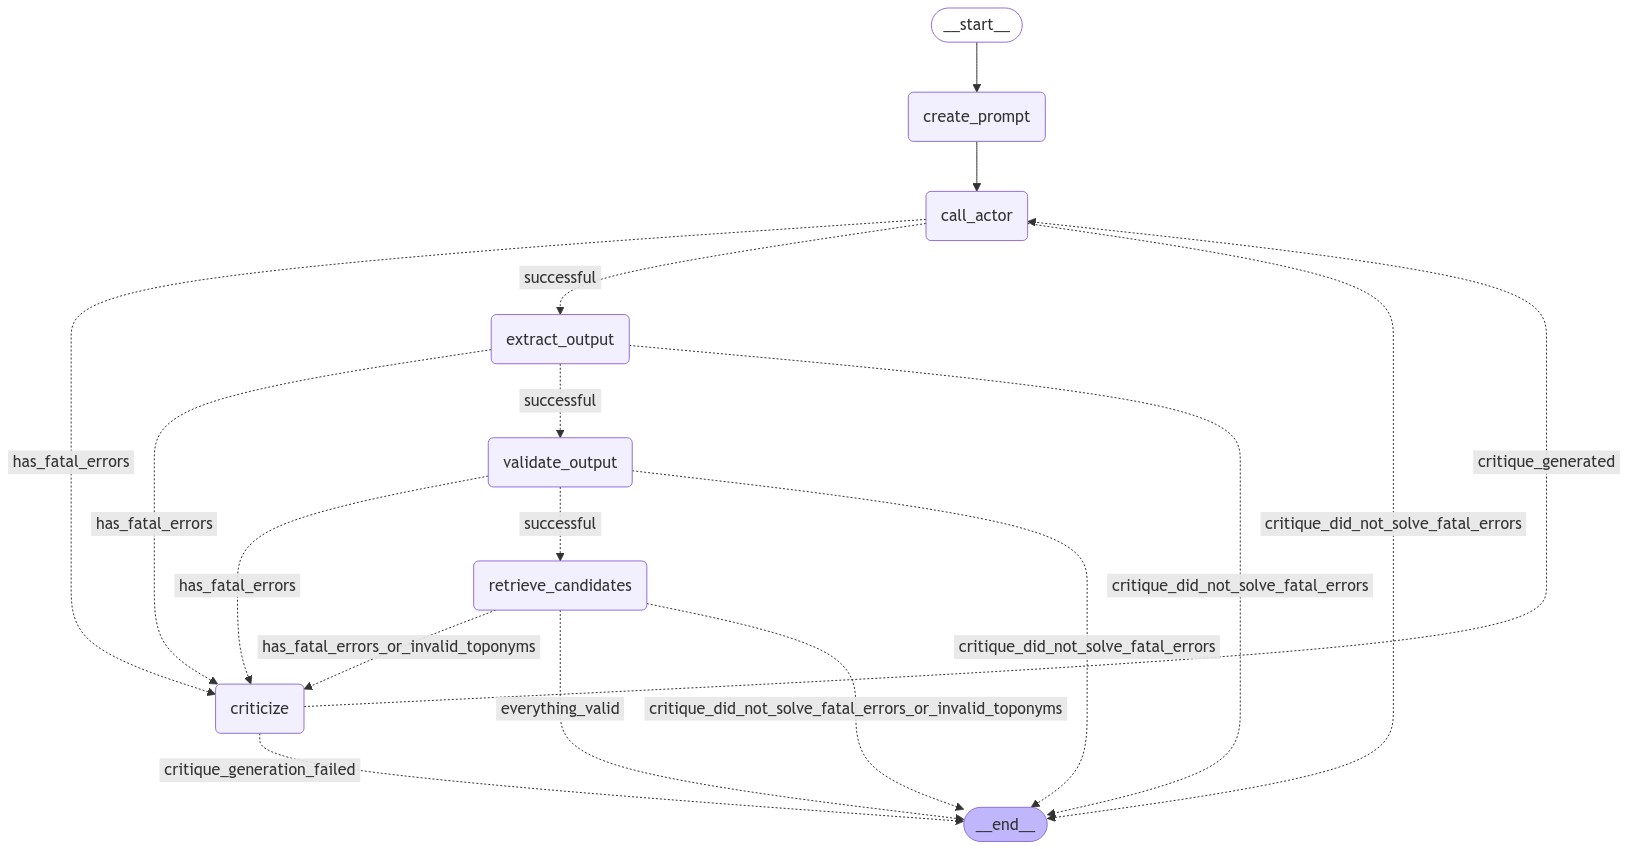 __start__
create_prompt
call_actor
successful
extract_output
successful
validate_output
has_fatal_errors
critique_generated
has_fatal_errors
successful
critique_did_not_solve_fatal_errors
has_fatal_errors
retrieve_candidates
critique_did_not_solve_fatal_errors
has_fatal_errors_or_invalid_toponyms
critique_did_not_solve_fatal_errors
criticize
everything_valid
critique_did_not_solve_fatal_errors_or_invalid_toponyms
critique_generation_failed
__end__